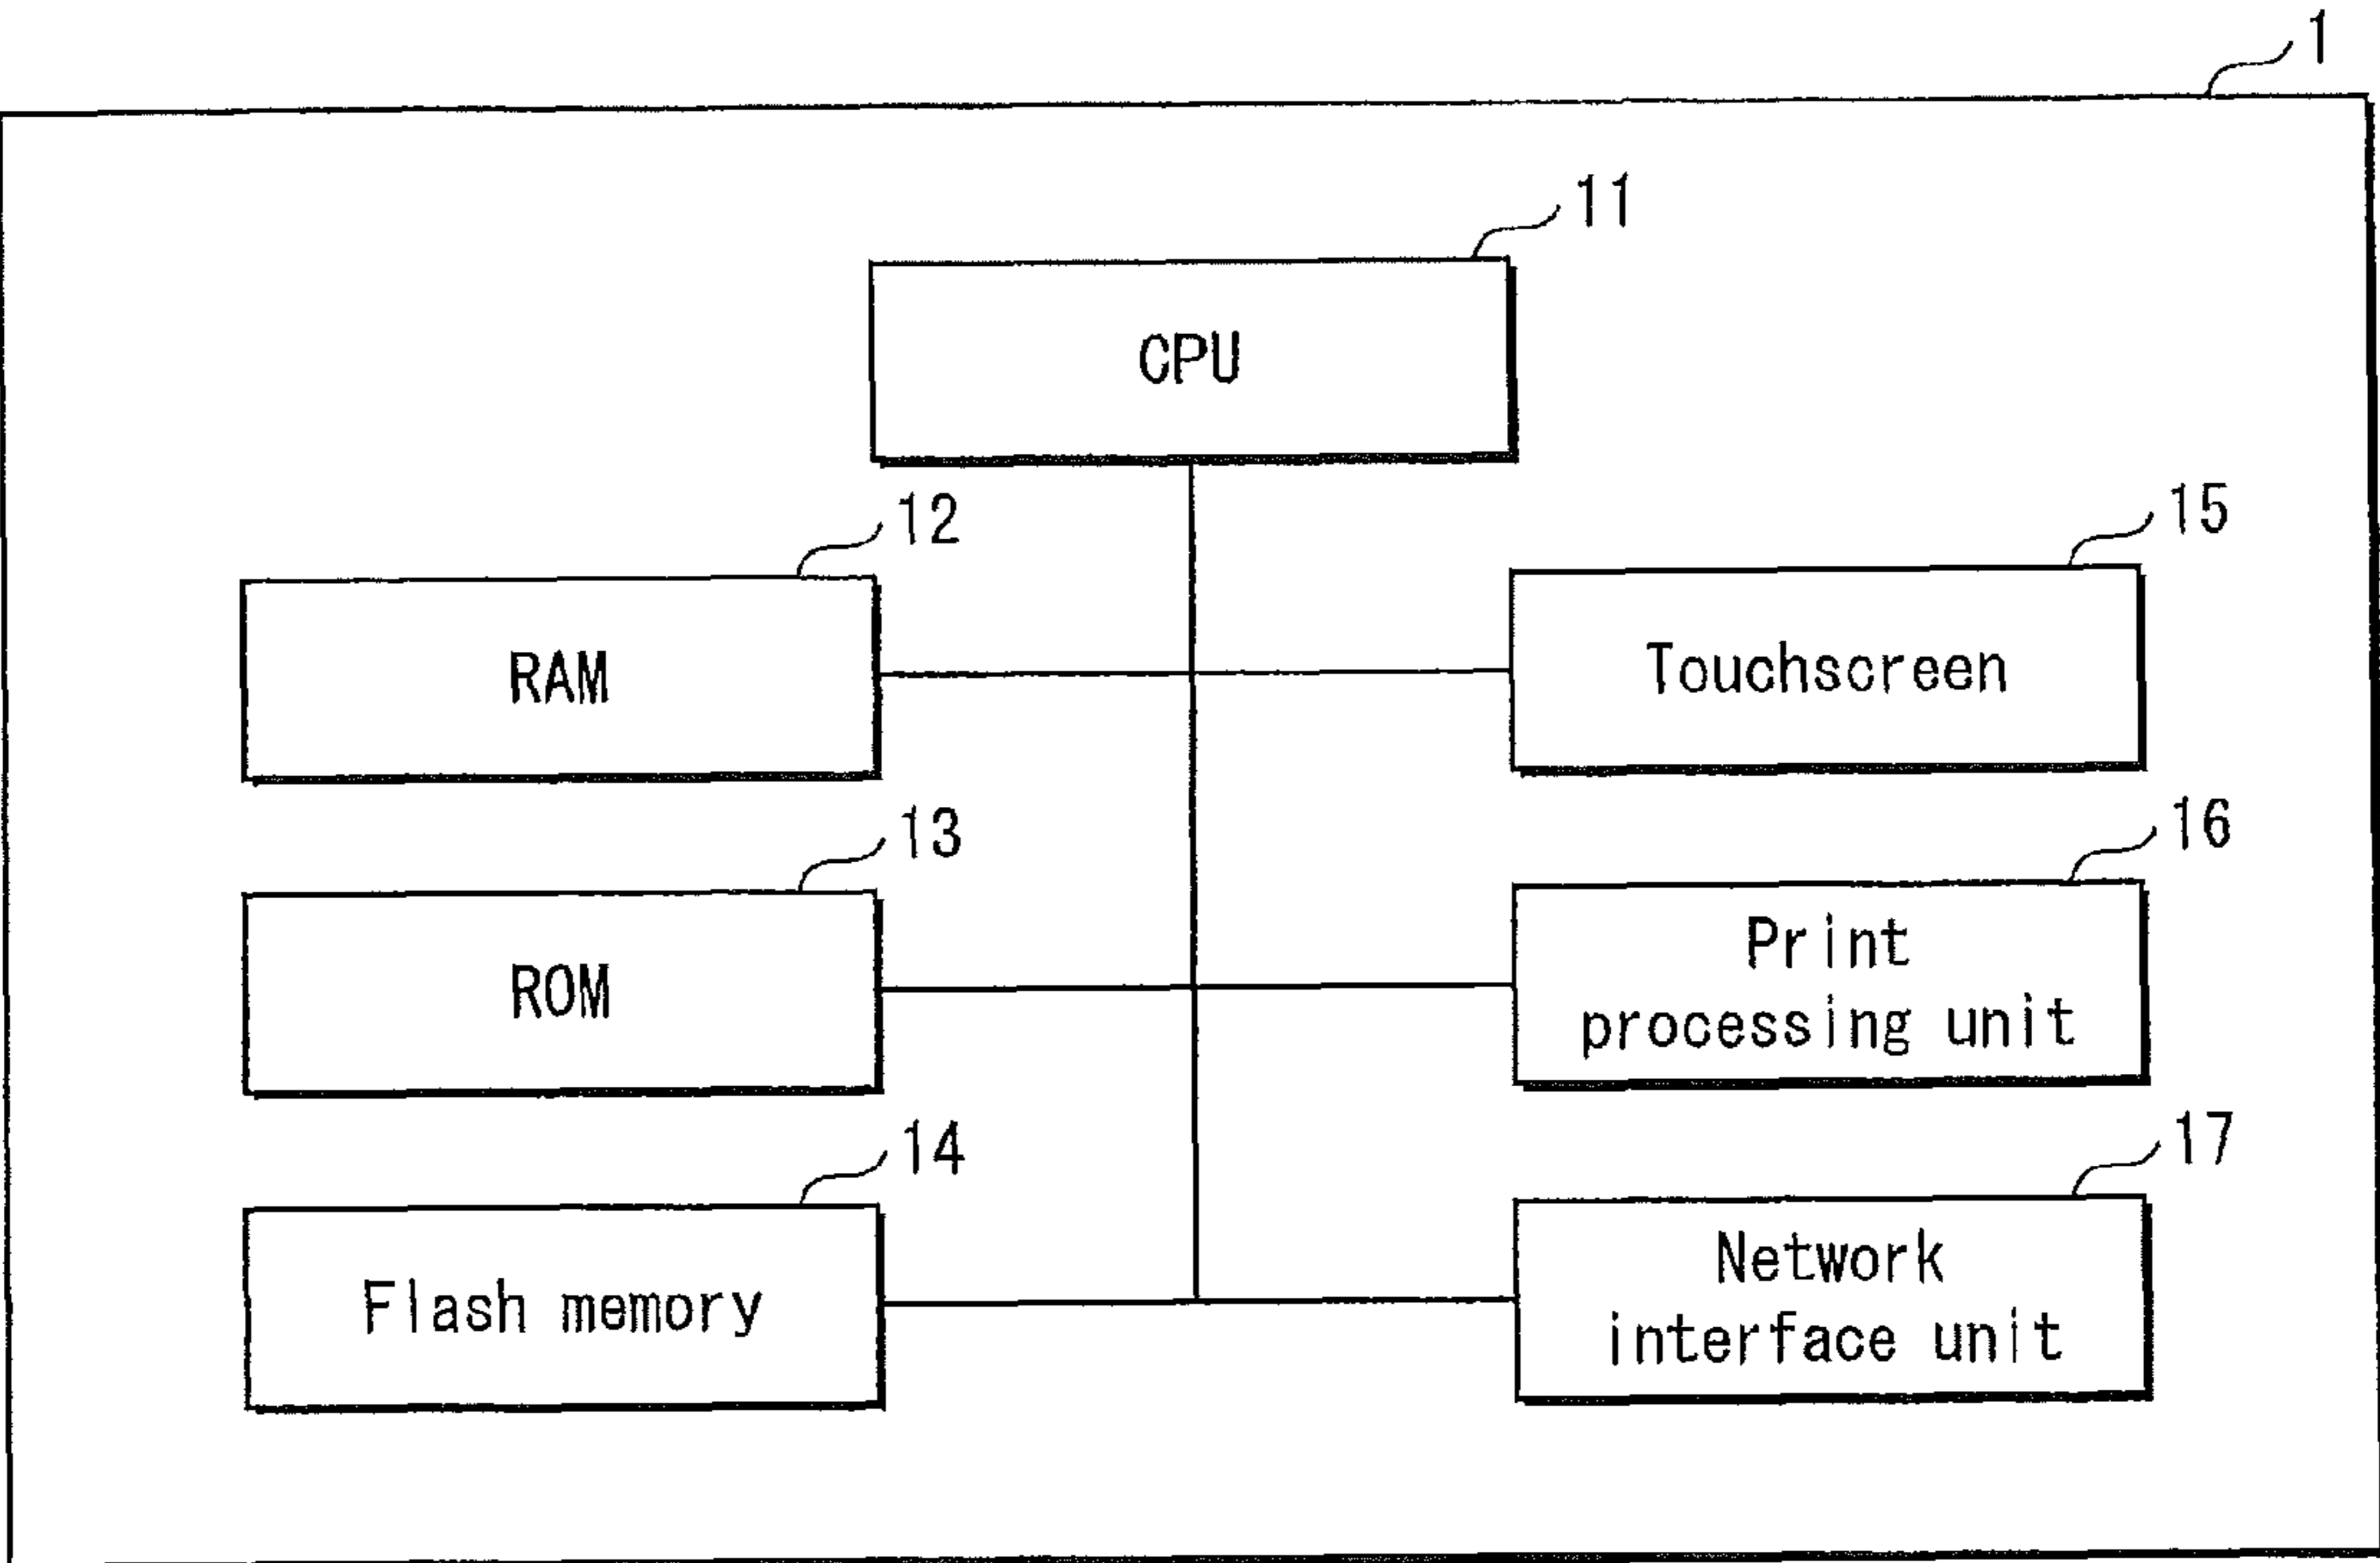 1
11
CPU
12
RAM
15
Touchscreen
13
ROM
16
Print
processing unit
14
Flash memory
17
Network
interface unit